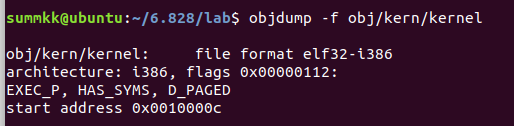 summkk@ubuntu:~/6.828/lab$ objdump -f obj/kern/kernel
obj/kern/kernel:     file format elf32-i386
architecture: i386, flags 0x00000112:
EXEC_P, HAS_SYMS, D_PAGED
start address 0x0010000c